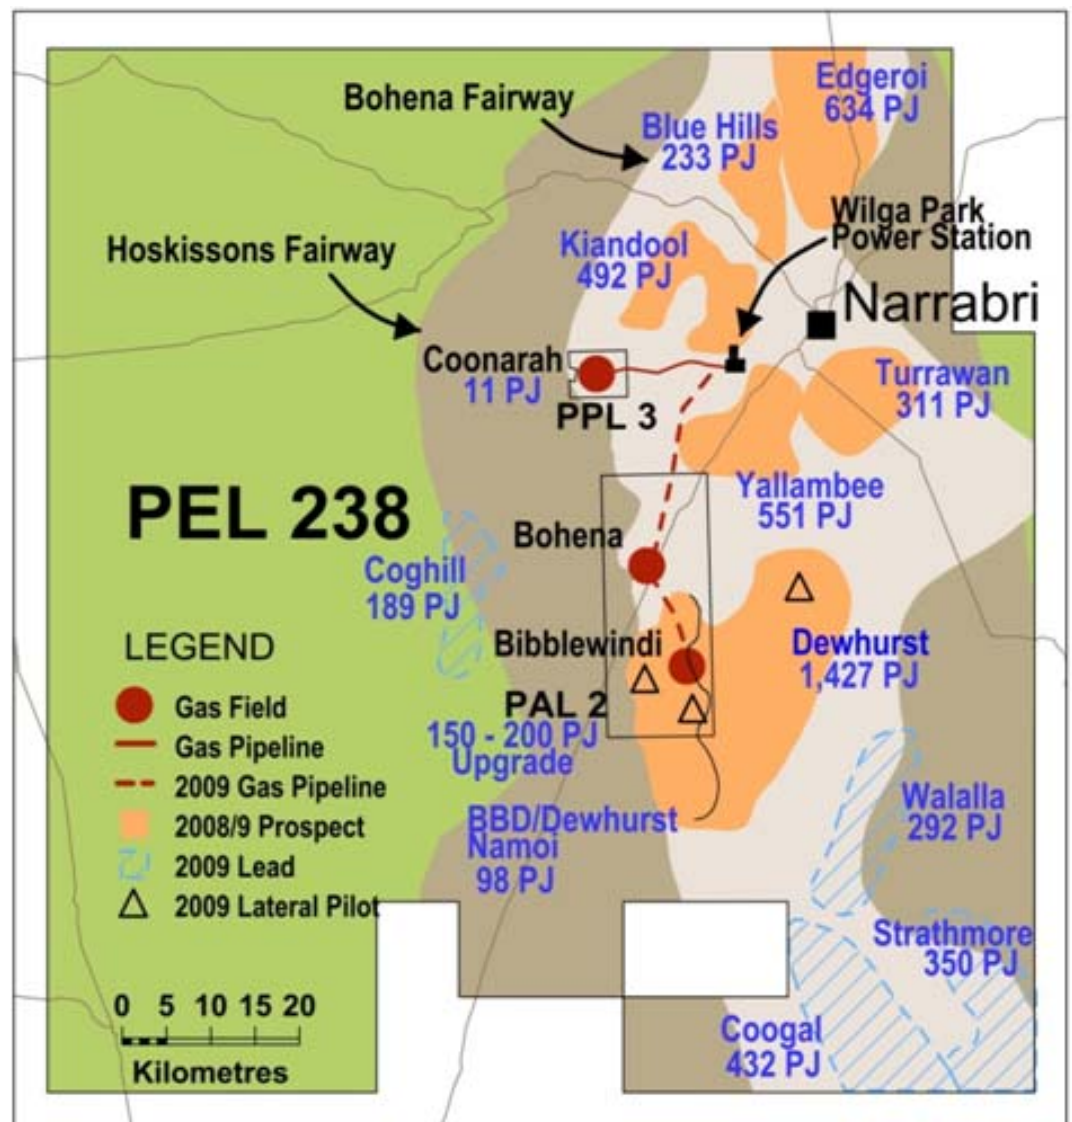 Edgeroi
634 PJ
Bohena Fairway
Blue Hills
233 PJ
Wilga Park
Power Station
Hoskissons Fairway
Kiandool
492 PJ
Narrabri
Coonarah
11 PJ
PPL 3
Turrawan
311 PJ
PEL 238
Yallambee
551 PJ
Bohena
Coghill
189 PJ
Bibblewindi
Dewhurst
1,427 PJ
PAL 2
150 - 200 PJ
Upgrade
BBD/Dewhurst
Namoi
98 PJ
Walalla
292 PJ
Strathmore
350 PJ
Coogal
432 PJ
LEGEND
Gas Field
Gas Pipeline
2009 Gas Pipeline
2008/9 Prospect
2009 Lead
2009 Lateral Pilot
0 5 10 15 20
Kilometres